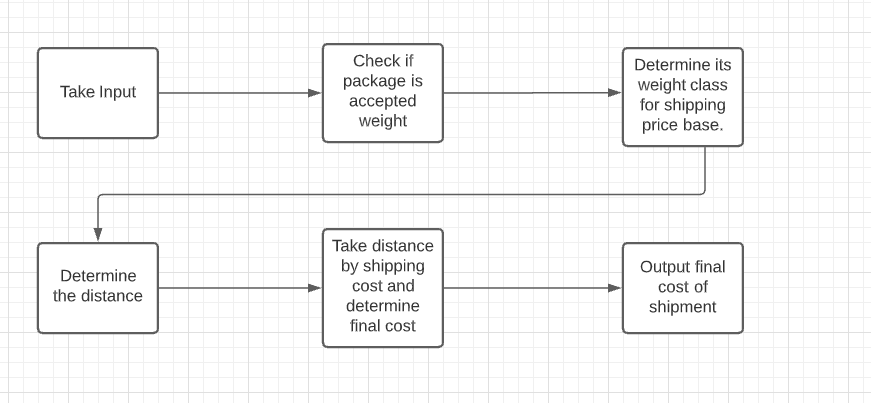 Take Input
Check if
package is
accepted
weight
Determine its
weight class
for shipping
price base.
Determine
the distance
Take distance
by shipping
cost and
determine
final cost
Output final
cost of
shipment